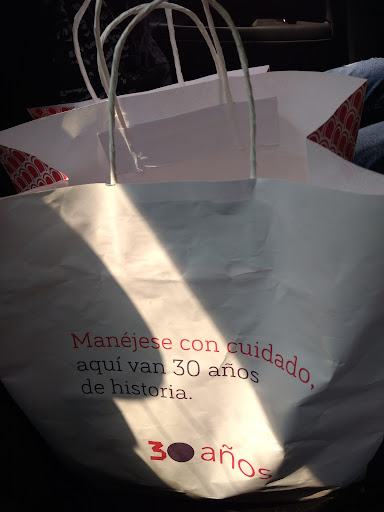 Manéjese con cuidado,
aquí van 30 años
de historia.
30 años